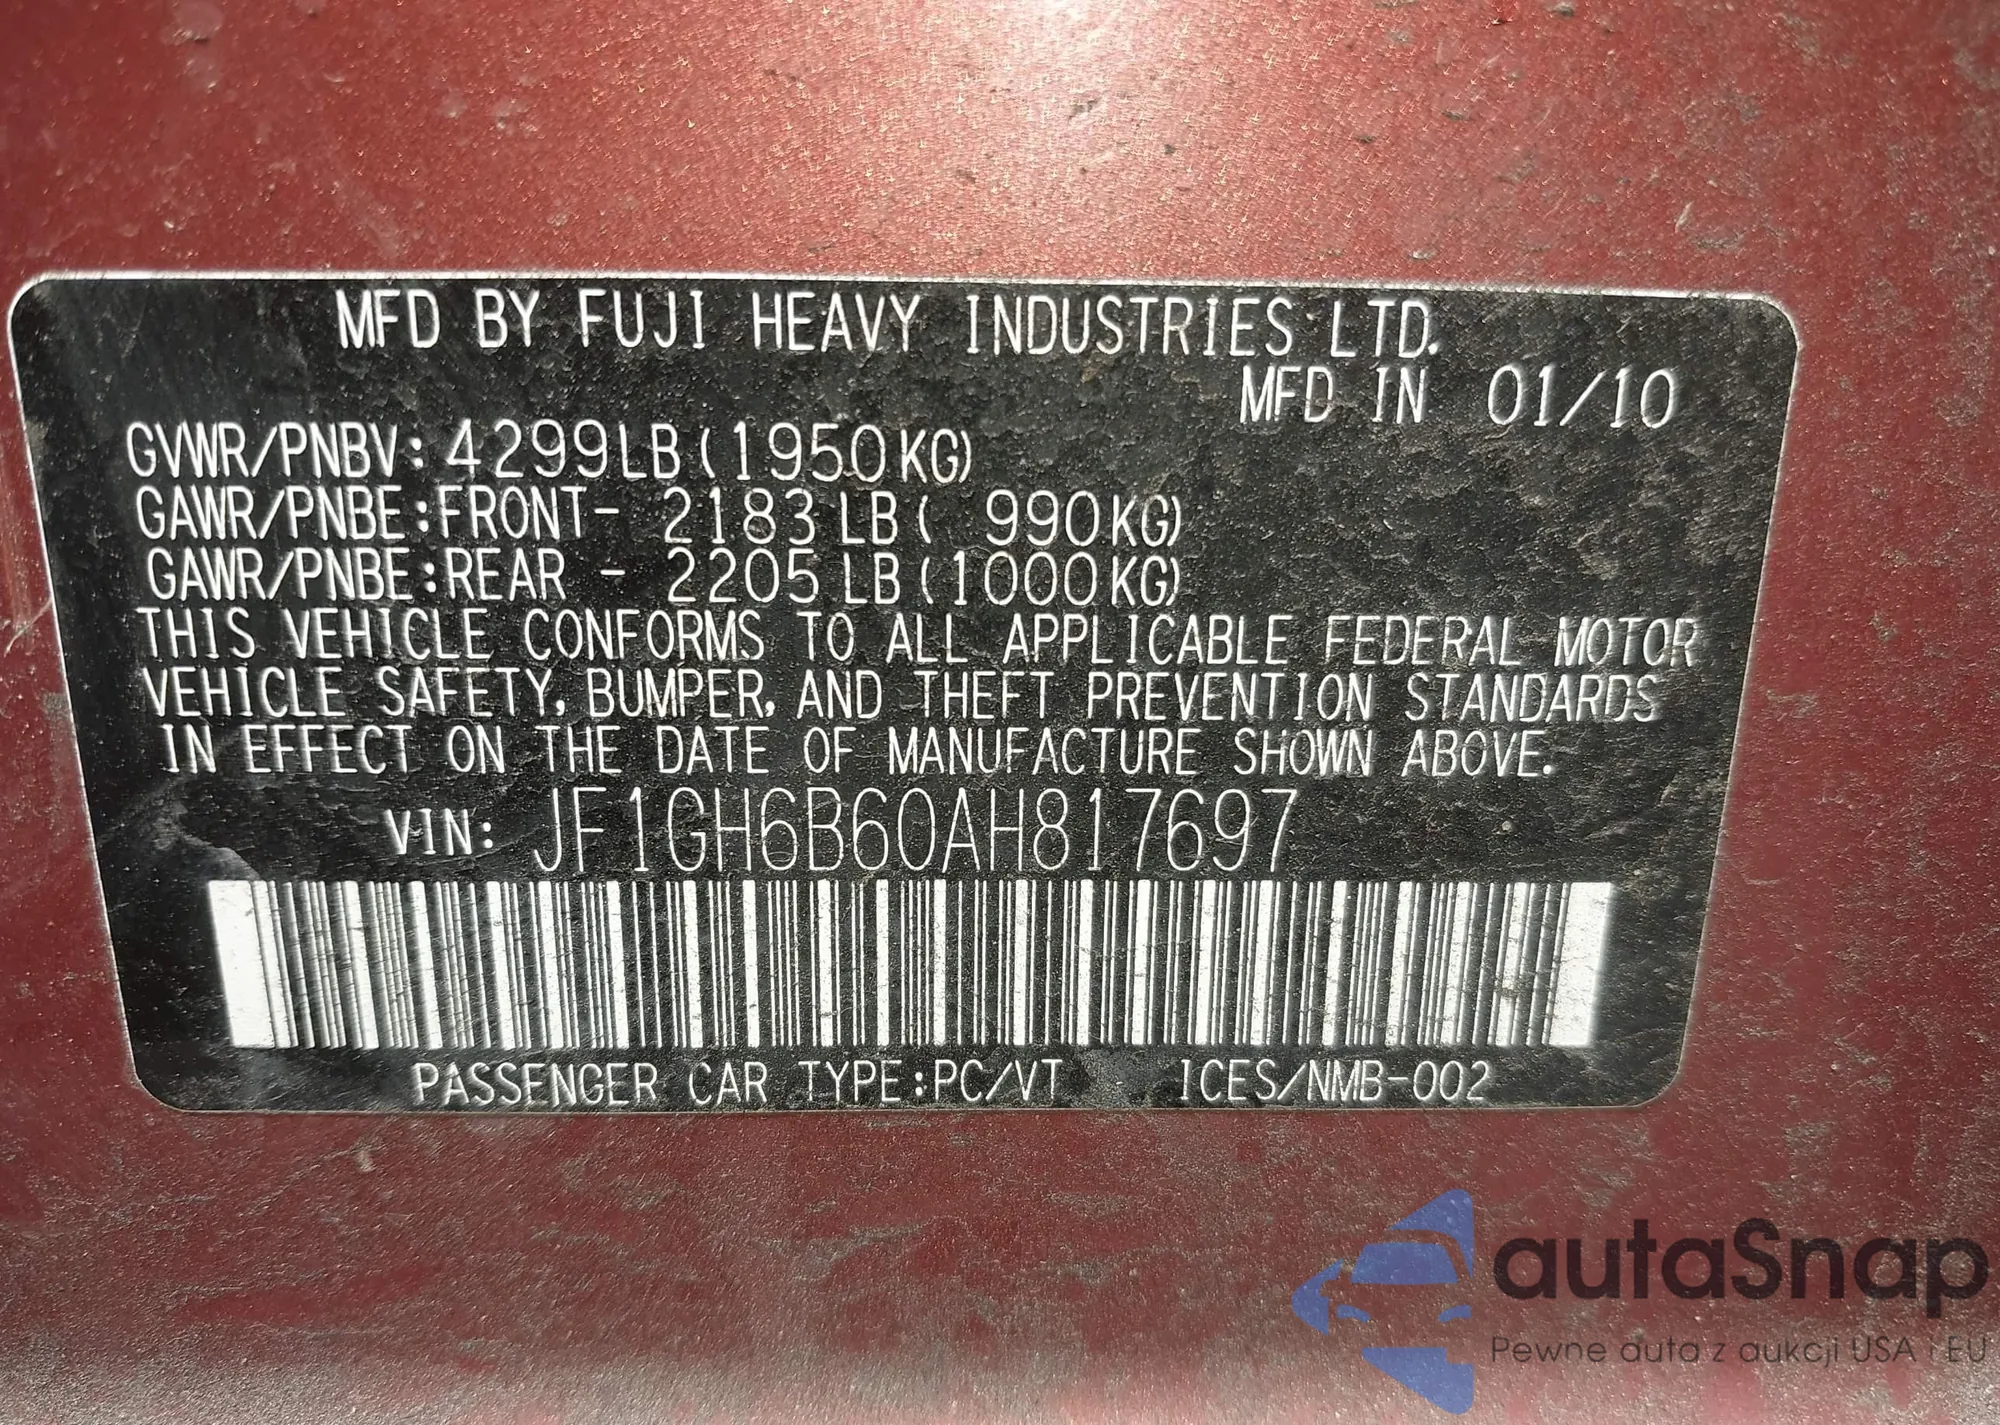 MFD BY FUJI HEAVY INDUSTRIES LTD.
MFD IN 01/10
GVWR/PNBV: 4299LB (1950KG)
GAWR/PNBE:FRONT- 2183LB ( 990KG)
GAWR/PNBE:REAR - 2205LB (1000KG)
THIS VEHICLE CONFORMS TO ALL APPLICABLE FEDERAL MOTOR
VEHICLE SAFETY, BUMPER, AND THEFT PREVENTION STANDARDS
IN EFFECT ON THE DATE OF MANUFACTURE SHOWN ABOVE.
VIN: JF1GH6B60AH817697
PASSENGER CAR TYPE:PC/VT ICES/NMB-002
autaSnap
Pewne auta z aukcji USA i EU